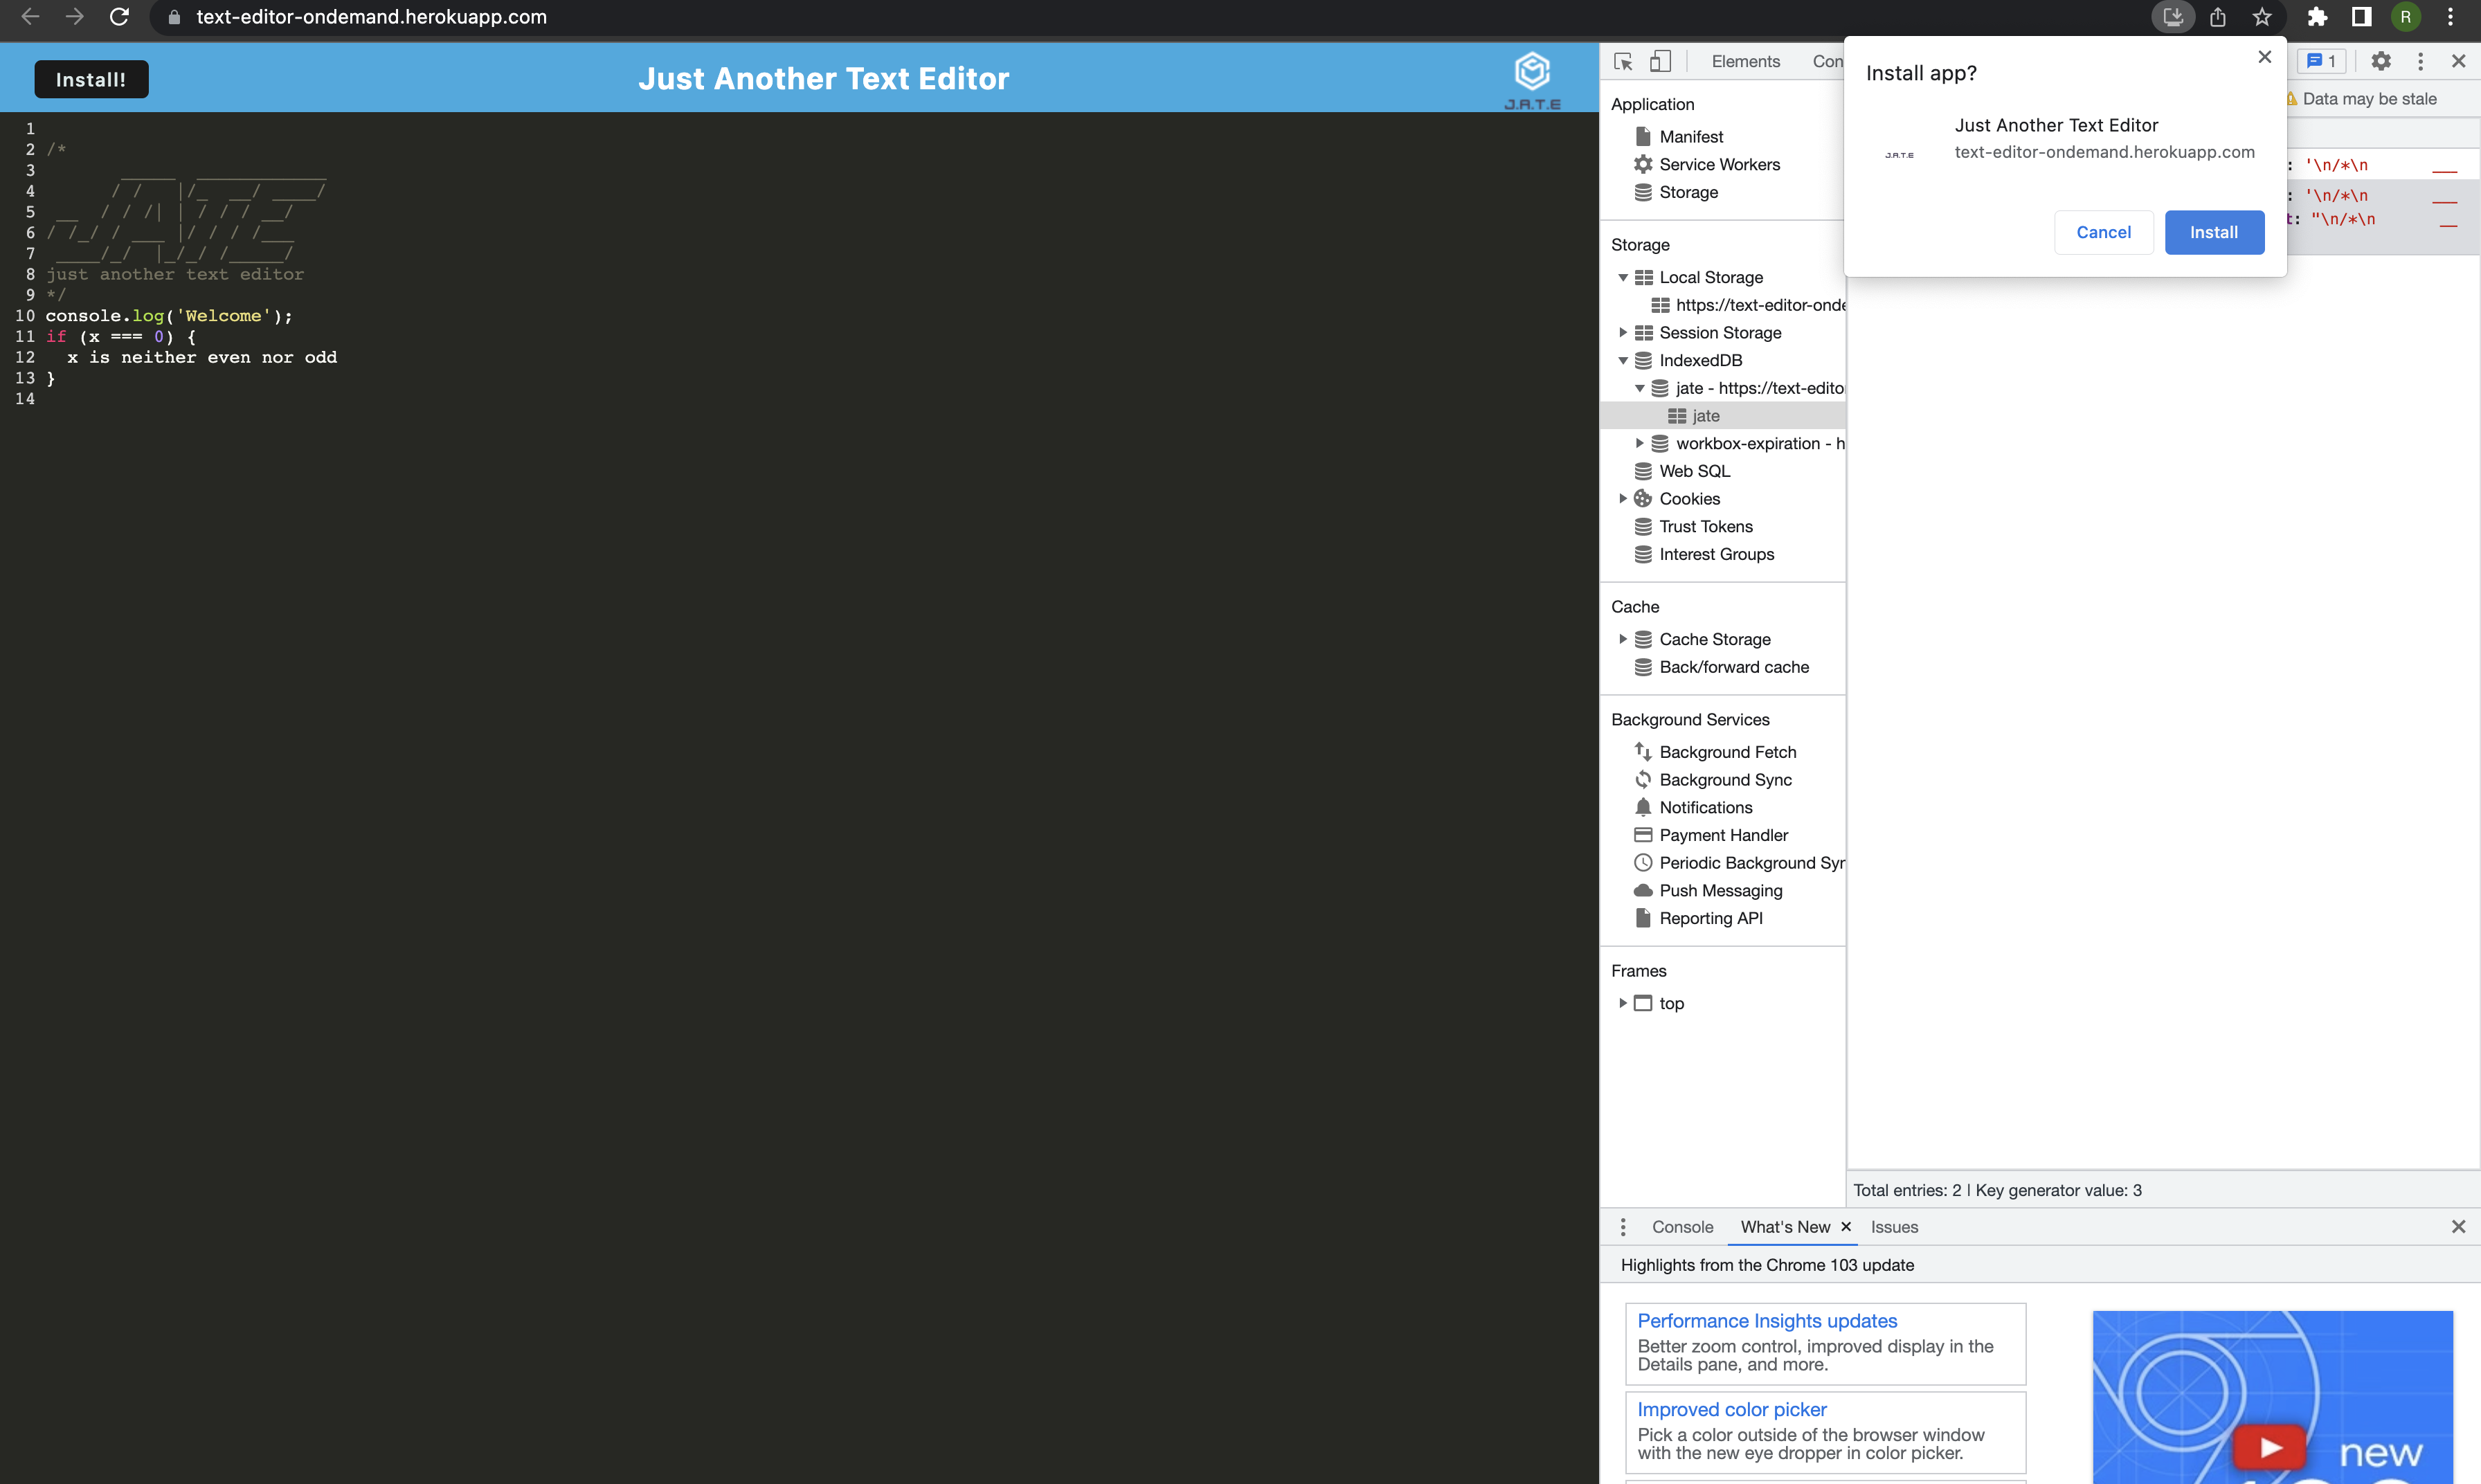 text-editor-ondemand.herokuapp.com
R
Install!
Just Another Text Editor
J.A.T.E
1
2 /*
3
4
5
6
7
8 just another text editor
9 */
10 console.log('Welcome');
11 if (x === 0) {
12 x is neither even nor odd
13 }
14
Elements
Con
1
Data may be stale
Application
Manifest
Service Workers
Storage
Storage
Local Storage
https://text-editor-onde
Session Storage
IndexedDB
jate - https://text-edito
jate
workbox-expiration - h
Web SQL
Cookies
Trust Tokens
Interest Groups
Cache
Cache Storage
Back/forward cache
Background Services
Background Fetch
Background Sync
Notifications
Payment Handler
Periodic Background Syn
Push Messaging
Reporting API
Frames
top
Install app?
Just Another Text Editor
J.A.T.E
text-editor-ondemand.herokuapp.com
Cancel
Install
: '\n/*\n ___
: '\n/*\n ___
t: "\n/*\n __
Total entries: 2 | Key generator value: 3
Console
What's New
Issues
Highlights from the Chrome 103 update
Performance Insights updates
Better zoom control, improved display in the
Details pane, and more.
Improved color picker
Pick a color outside of the browser window
with the new eye dropper in color picker.
new